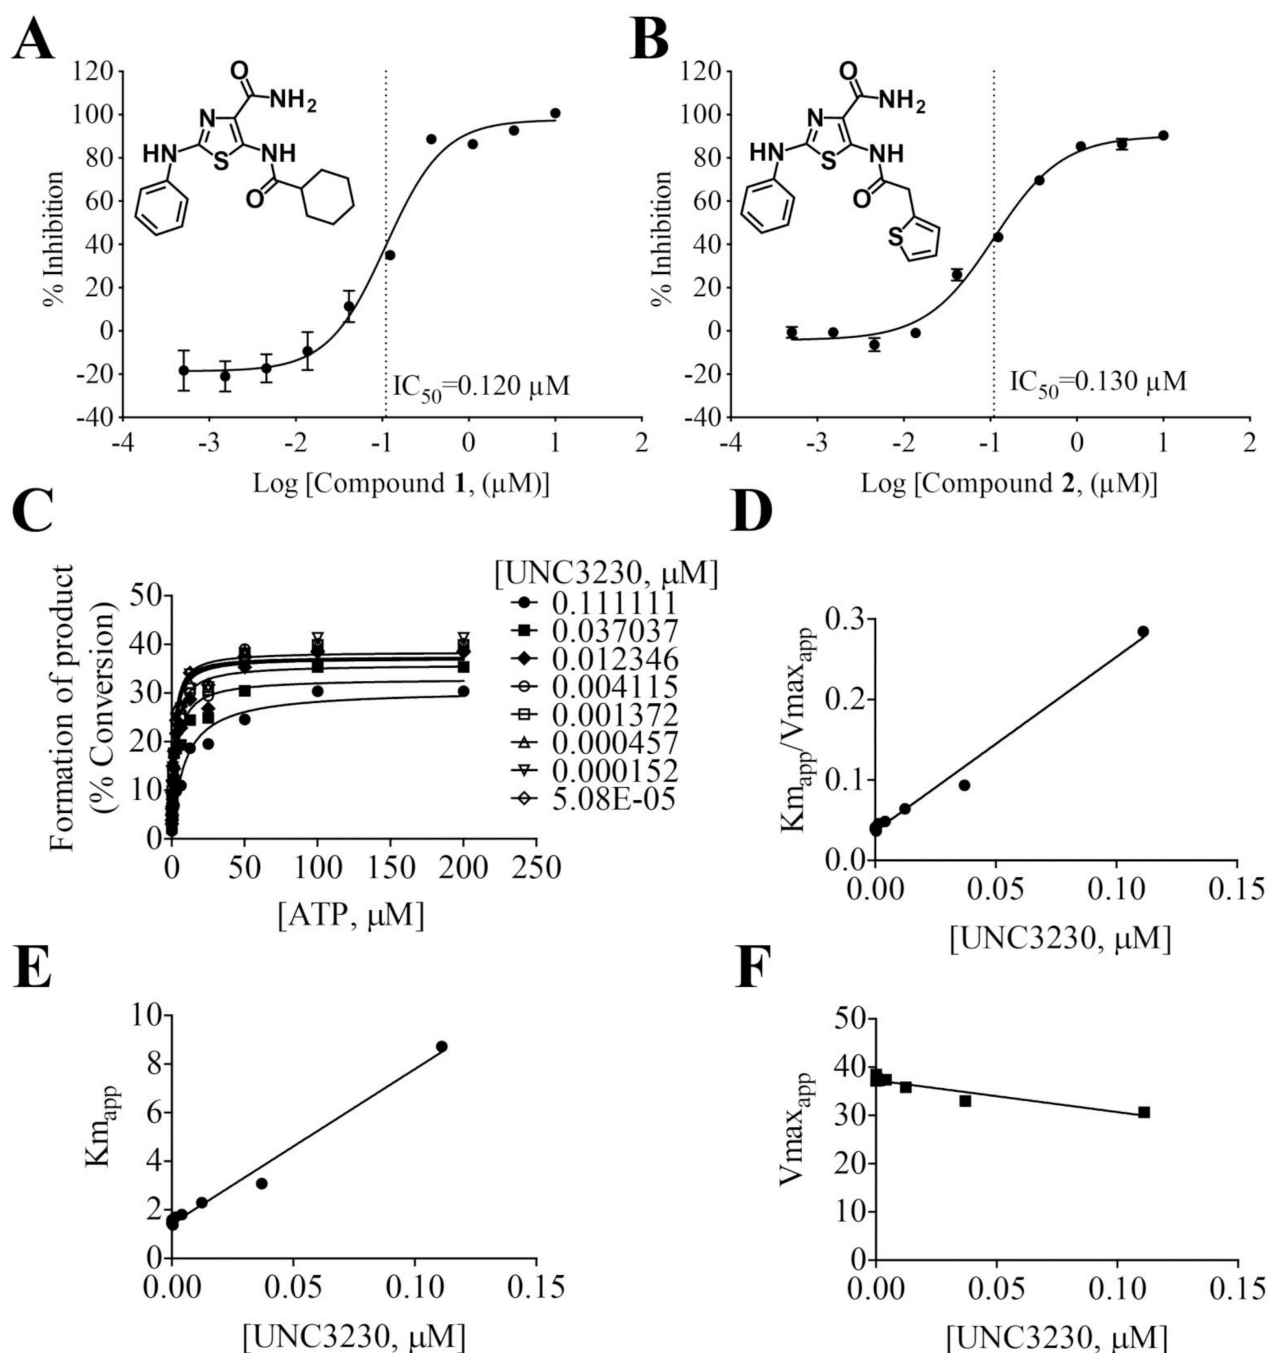 A
120
100
80
60
40
20
0
-20
-40
% Inhibition
O
NH2
N
HN
S
NH
O
IC50=0.120 µM
-4 -3 -2 -1 0 1 2
Log [Compound 1, (µM)]
B
120
100
80
60
40
20
0
-20
-40
% Inhibition
O
NH2
N
HN
S
NH
O
S
IC50=0.130 µM
-4 -3 -2 -1 0 1 2
Log [Compound 2, (µM)]
C
Formation of product
(% Conversion)
50
40
30
20
10
0
0 50 100 150 200 250
[ATP, µM]
[UNC3230, µM]
0.111111
0.037037
0.012346
0.004115
0.001372
0.000457
0.000152
5.08E-05
D
Kmapp/Vmaxapp
0.3
0.2
0.1
0.0
0.00 0.05 0.10 0.15
[UNC3230, µM]
E
Kmapp
10
8
6
4
2
0
0.00 0.05 0.10 0.15
[UNC3230, µM]
F
Vmaxapp
50
40
30
20
10
0
0.00 0.05 0.10 0.15
[UNC3230, µM]